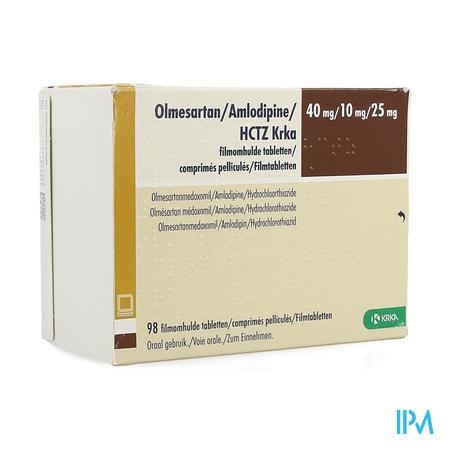 Olmesartan/Amlodipine/
HCTZ Krka
40 mg/10 mg/25 mg
filmomhulde tabletten/
comprimés pelliculés/Filmtabletten
Olmesartanmedoxomil/Amlodipine/Hydrochloorthiazide
Olmésartan médoxomil/Amlodipine/Hydrochlorothiazide
Olmesartanmedoxomil/Amlodipin/Hydrochlorothiazid
98 filmomhulde tabletten/comprimés pelliculés/Filmtabletten
Oraal gebruik./Voie orale./Zum Einnehmen.
KRKA
IPM